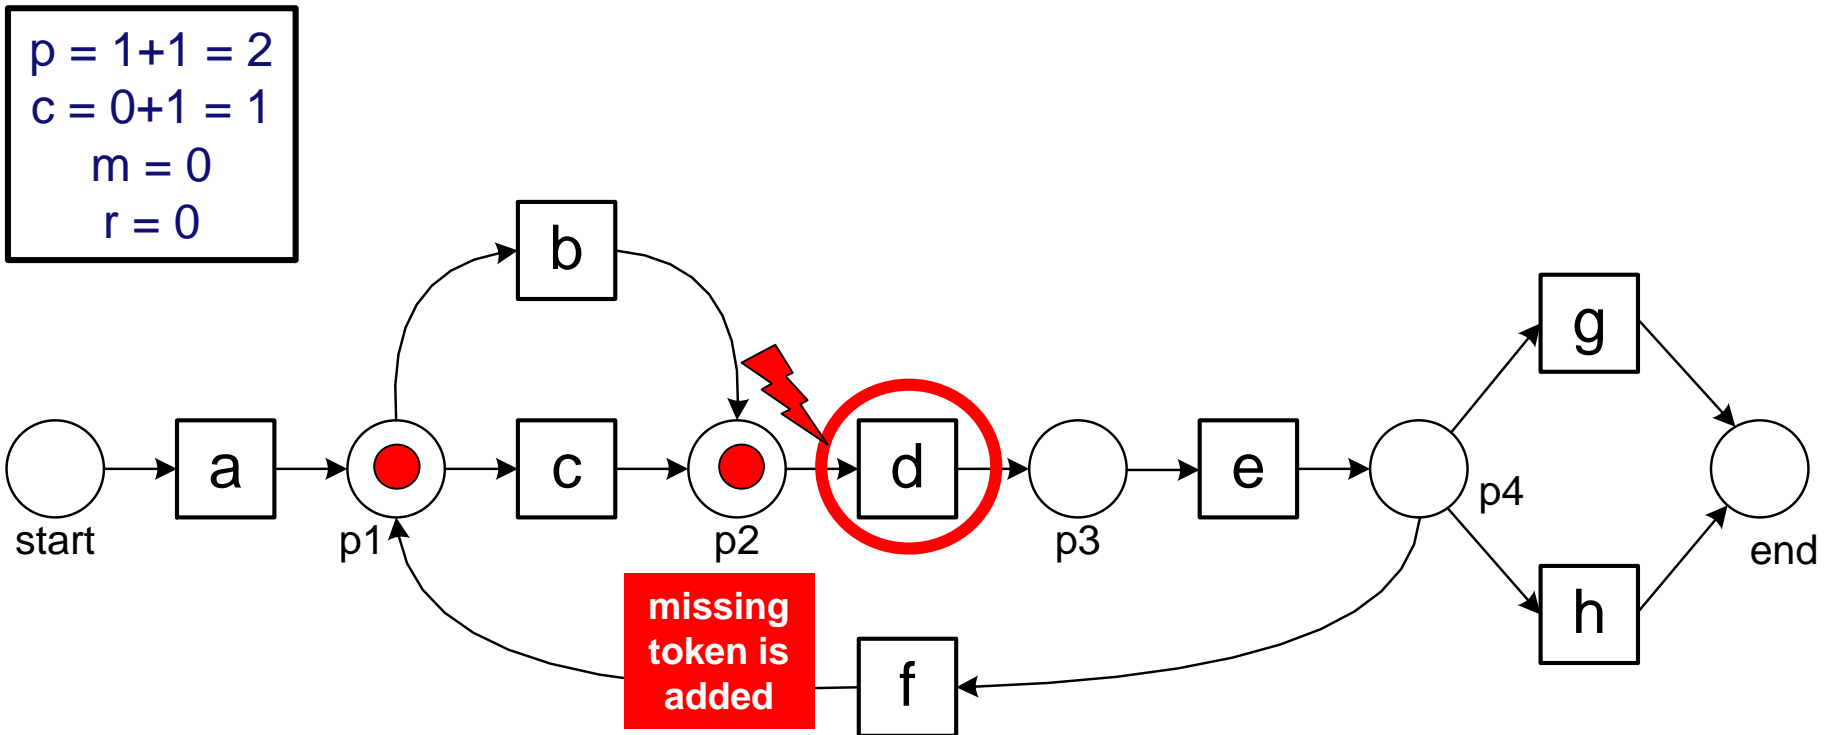 p = 1+1 = 2
c = 0+1 = 1
m = 0
r = 0
b
g
a
c
d
e
start
p1
p2
p3
p4
end
missing
token is
added
f
h